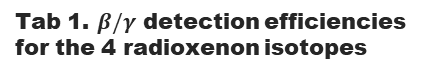 Tab 1. β/γ detection efficiencies
for the 4 radioxenon isotopes